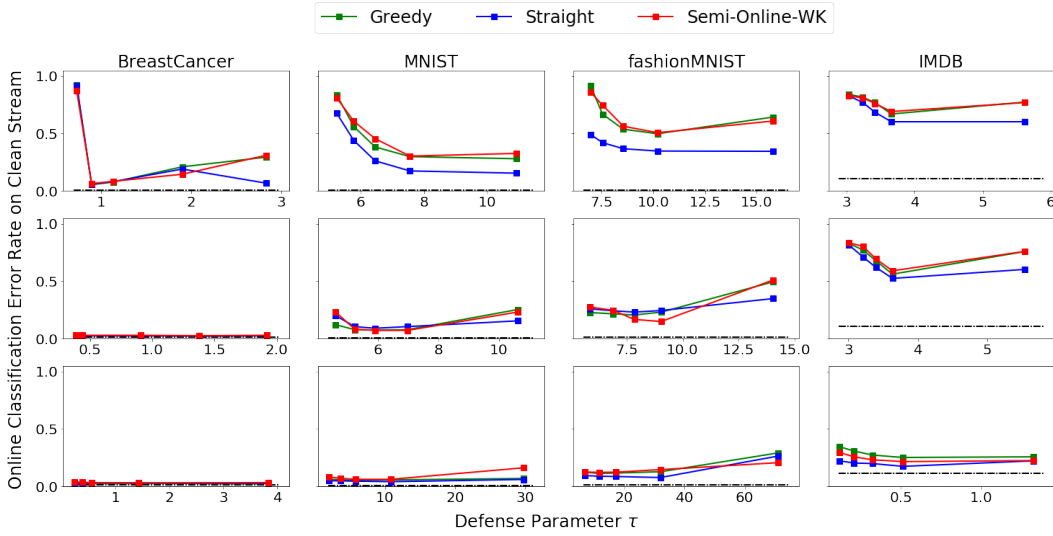 Greedy Straight Semi-Online-WK
BreastCancer MNIST fashionMNIST IMDB
Online Classification Error Rate on Clean Stream
1.0
0.5
0.0
1 2 3
6 8 10
7.5 10.0 12.5 15.0
3 4 5 6
1.0
0.5
0.0
0.5 1.0 1.5 2.0
6 8 10
7.5 10.0 12.5 15.0
3 4 5
1.0
0.5
0.0
1 2 3 4
10 20 30
20 40 60
0.5 1.0
Defense Parameter τ